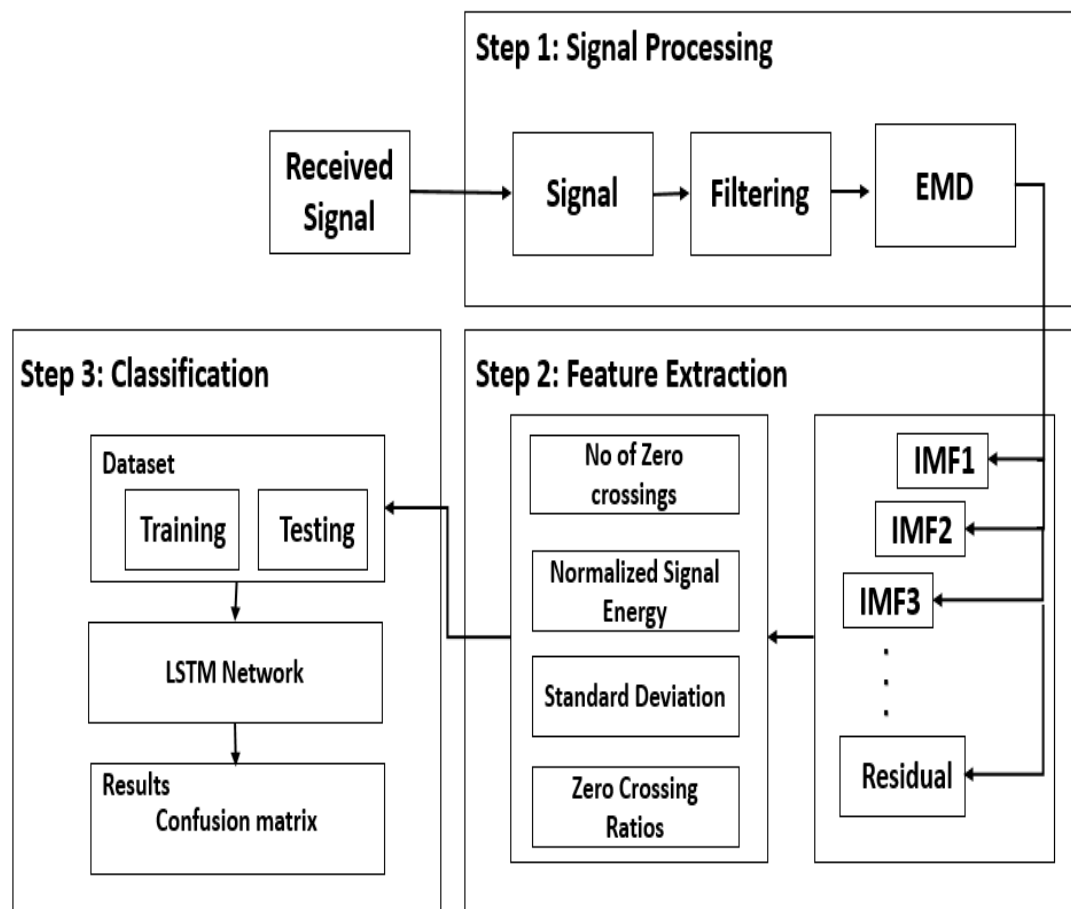 Step 1: Signal Processing
Received
Signal
Signal
Filtering
EMD
Step 2: Feature Extraction
IMF1
IMF2
IMF3
Residual
No of Zero
crossings
Normalized Signal
Energy
Standard Deviation
Zero Crossing
Ratios
Step 3: Classification
Dataset
Training
Testing
LSTM Network
Results
Confusion matrix